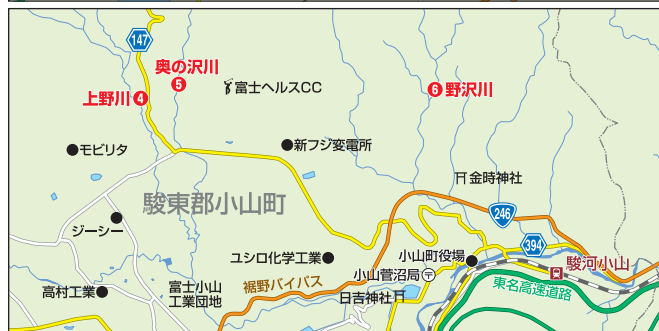 147
奥の沢川
5
富士ヘルスCC
上野川 4
6 野沢川
モビリタ
新フジ変電所
金時神社
駿東郡小山町
246
ジーシー
394
小山町役場
ユシロ化学工業
駿河小山
小山菅沼局
裾野バイパス
東名高速道路
高村工業
富士小山
工業団地
日吉神社